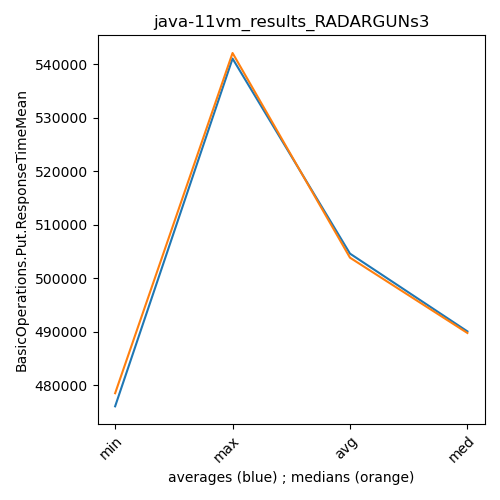 java-11vm_results_RADARGUNs3
BasicOperations.Put.ResponseTimeMean
540000
530000
520000
510000
500000
490000
480000
min
max
avg
med
averages (blue) ; medians (orange)